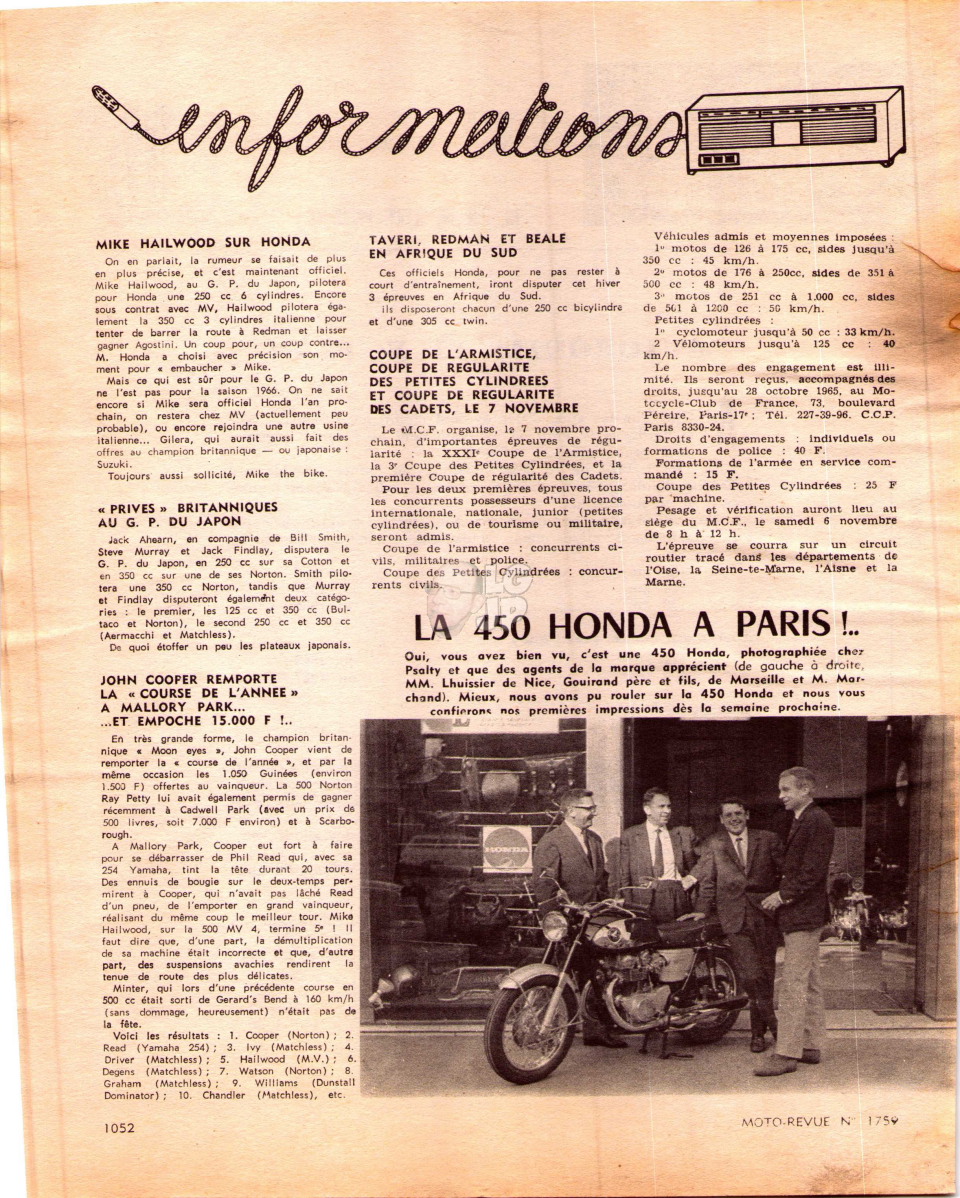 informations
MIKE HAILWOOD SUR HONDA
On en parlait, la rumeur se faisait de plus
en plus précise, et c'est maintenant officiel.
Mike Hailwood, au G. P. du Japon, pilotera
pour Honda une 250 cc 6 cylindres. Encore
sous contrat avec MV, Hailwood pilotera éga-
lement la 350 cc 3 cylindres italienne pour
tenter de barrer la route à Redman et laisser
gagner Agostini. Un coup pour, un coup contre...
M. Honda a choisi avec précision son mo-
ment pour « embaucher » Mike.
Mais ce qui est sûr pour le G. P. du Japon
ne l'est pas pour la saison 1966. On ne sait
encore si Mike sera officiel Honda l'an pro-
chain, on restera chez MV (actuellement peu
probable), ou encore rejoindra une autre usine
italienne... Gilera, qui aurait aussi fait des
offres au champion britannique — ou japonaise :
Suzuki.
Toujours aussi sollicité, Mike the bike.
« PRIVES » BRITANNIQUES
AU G. P. DU JAPON
Jack Ahearn, en compagnie de Bill Smith,
Steve Murray et Jack Findlay, disputera le
G. P. du Japon, en 250 cc sur sa Cotton et
en 350 cc sur une de ses Norton. Smith pilo-
tera une 350 cc Norton, tandis que Murray
et Findlay disputeront également deux catégo-
ries : le premier, les 125 cc et 350 cc (Bul-
taco et Norton), le second 250 cc et 350 cc
(Aermacchi et Matchless).
De quoi étoffer un peu les plateaux japonais.
JOHN COOPER REMPORTE
LA « COURSE DE L'ANNEE »
A MALLORY PARK...
...ET EMPOCHE 15.000 F !..
En très grande forme, le champion britan-
nique « Moon eyes », John Cooper vient de
remporter la « course de l'année », et par la
même occasion les 1.050 Guinées (environ
1.500 F) offertes au vainqueur. La 500 Norton
Ray Petty lui avait également permis de gagner
récemment à Cadwell Park (avec un prix de
500 livres, soit 7.000 F environ) et à Scarbo-
rough.
A Mallory Park, Cooper eut fort à faire
pour se débarrasser de Phil Read qui, avec sa
254 Yamaha, tint la tête durant 20 tours.
Des ennuis de bougie sur le deux-temps per-
mirent à Cooper, qui n'avait pas lâché Read
d'un pneu, de l'emporter en grand vainqueur,
réalisant du même coup le meilleur tour. Mike
Hailwood, sur la 500 MV 4, termine 5e ! Il
faut dire que, d'une part, la démultiplication
de sa machine était incorrecte et que, d'autre
part, des suspensions avachies rendirent la
tenue de route des plus délicates.
Minter, qui lors d'une précédente course en
500 cc était sorti de Gerard's Bend à 160 km/h
(sans dommage, heureusement) n'était pas de
la fête.
Voici les résultats : 1. Cooper (Norton) ; 2.
Read (Yamaha 254) ; 3. Ivy (Matchless) ; 4.
Driver (Matchless) ; 5. Hailwood (M.V.) ; 6.
Degens (Matchless) ; 7. Watson (Norton) ; 8.
Graham (Matchless) ; 9. Williams (Dunstall
Dominator) ; 10. Chandler (Matchless), etc.
TAVERI, REDMAN ET BEALE
EN AFRIQUE DU SUD
Ces officiels Honda, pour ne pas rester à
court d'entraînement, iront disputer cet hiver
3 épreuves en Afrique du Sud.
ils disposeront chacun d'une 250 cc bicylindre
et d'une 305 cc twin.
COUPE DE L'ARMISTICE,
COUPE DE REGULARITE
DES PETITES CYLINDREES
ET COUPE DE REGULARITE
DES CADETS, LE 7 NOVEMBRE
Le M.C.F. organise, le 7 novembre pro-
chain, d'importantes épreuves de régu-
larité : la XXXIe Coupe de l'Armistice,
la 3e Coupe des Petites Cylindrées, et la
première Coupe de régularité des Cadets.
Pour les deux premières épreuves, tous
les concurrents possesseurs d'une licence
internationale, nationale, junior (petites
cylindrées), ou de tourisme ou militaire,
seront admis.
Coupe de l'armistice : concurrents ci-
vils, militaires et police.
Coupe des Petites Cylindrées : concur-
rents civils.
Véhicules admis et moyennes imposées :
1° motos de 126 à 175 cc, sides jusqu'à
350 cc : 45 km/h.
2° motos de 176 à 250cc, sides de 351 à
500 cc : 48 km/h.
3° motos de 251 cc à 1.000 cc, sides
de 501 à 1200 cc : 50 km/h.
Petites cylindrées :
1° cyclomoteur jusqu'à 50 cc : 33 km/h.
2 Vélomoteurs jusqu'à 125 cc : 40
km/h.
Le nombre des engagement est illi-
mité. Ils seront reçus, accompagnés des
droits, jusqu'au 28 octobre 1965, au Mo-
tocycle-Club de France, 73, boulevard
Péreire, Paris-17e ; Tél. 227-39-96. C.C.P.
Paris 8330-24.
Droits d'engagements : individuels ou
formations de police : 40 F.
Formations de l'armée en service com-
mandé : 15 F.
Coupe des Petites Cylindrées : 25 F
par machine.
Pesage et vérification auront lieu au
siège du M.C.F., le samedi 6 novembre
de 8 h à 12 h.
L'épreuve se courra sur un circuit
routier tracé dans les départements de
l'Oise, la Seine-te-Marne, l'Aisne et la
Marne.
LA 450 HONDA A PARIS !..
Oui, vous avez bien vu, c'est une 450 Honda, photographiée chez
Psalty et que des agents de la marque apprécient (de gauche à droite,
MM. Lhuissier de Nice, Gouirand père et fils, de Marseille et M. Mar-
chand). Mieux, nous avons pu rouler sur la 450 Honda et nous vous
confierons nos premières impressions dès la semaine prochaine.
HONDA
1052
MOTO-REVUE N° 1759